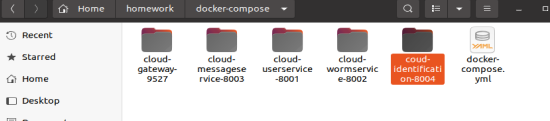 Home homework docker-compose
Recent
Starred
Home
Desktop
cloud-
gateway-
9527
cloud-
messagese
rvice-8003
cloud-
userservice
-8001
cloud-
wormservic
e-8002
coud-
identificati
on-8004
docker-
compose.
yml
YAML